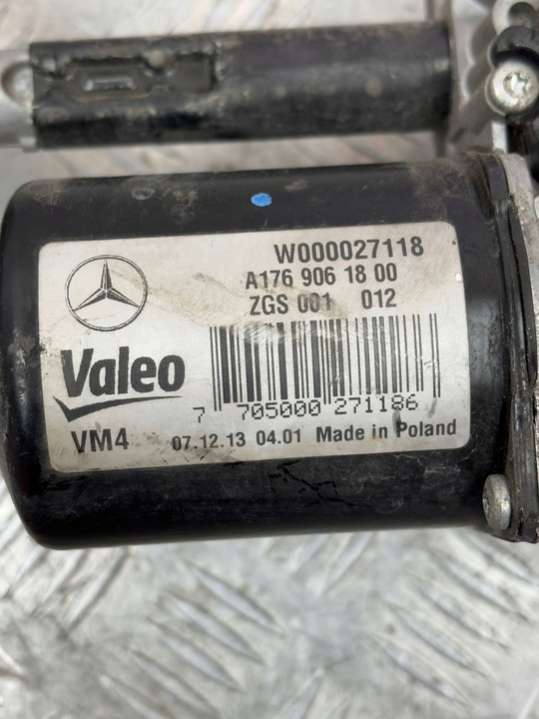 W000027118
A176 906 18 00
ZGS 001 012
Valeo
7 705000 271186
VM4 07.12.13 04.01 Made in Poland